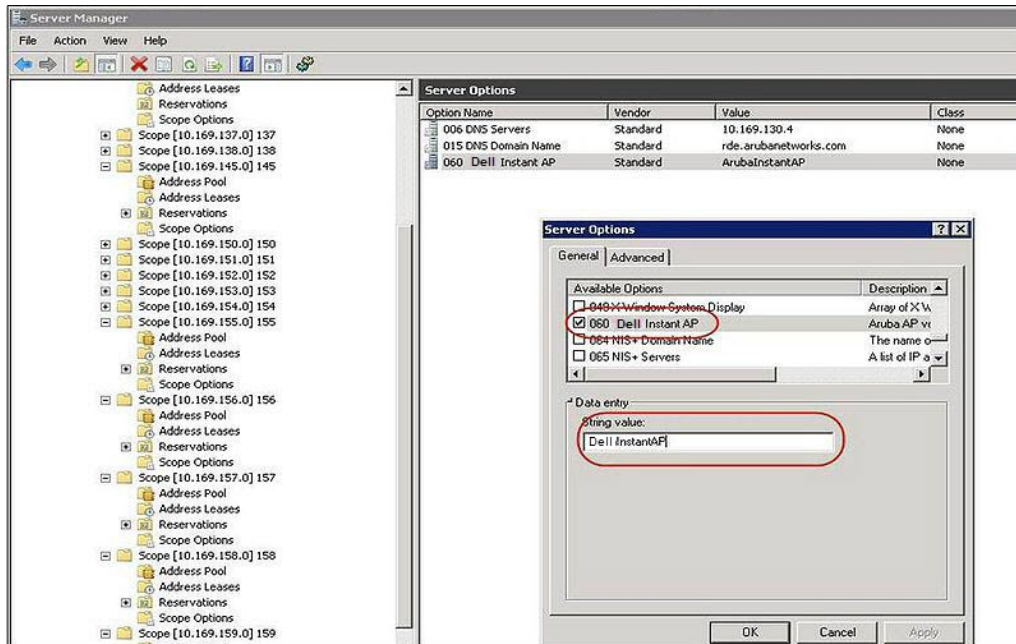 Server Manager
File Action View Help
Address Leases
Reservations
Scope Options
Scope [10.169.137.0] 137
Scope [10.169.138.0] 138
Scope [10.169.145.0] 145
Address Pool
Address Leases
Reservations
Scope Options
Scope [10.169.150.0] 150
Scope [10.169.151.0] 151
Scope [10.169.152.0] 152
Scope [10.169.153.0] 153
Scope [10.169.154.0] 154
Scope [10.169.155.0] 155
Address Pool
Address Leases
Reservations
Scope Options
Scope [10.169.156.0] 156
Address Pool
Address Leases
Reservations
Scope Options
Scope [10.169.157.0] 157
Address Pool
Address Leases
Reservations
Scope Options
Scope [10.169.158.0] 158
Address Pool
Address Leases
Reservations
Scope Options
Scope [10.169.159.0] 159
Server Options
Option Name Vendor Value Class
006 DNS Servers Standard 10.169.130.4 None
015 DNS Domain Name Standard rde.arubanetworks.com None
060 Dell Instant AP Standard ArubaInstantAP None
Server Options
General Advanced
Available Options Description
049 X Window System Display Array of X W
060 Dell Instant AP Aruba AP v
064 NIS+ Domain Name The name o
065 NIS+ Servers A list of IP a
Data entry
String value:
Dell InstantAP
OK Cancel Apply